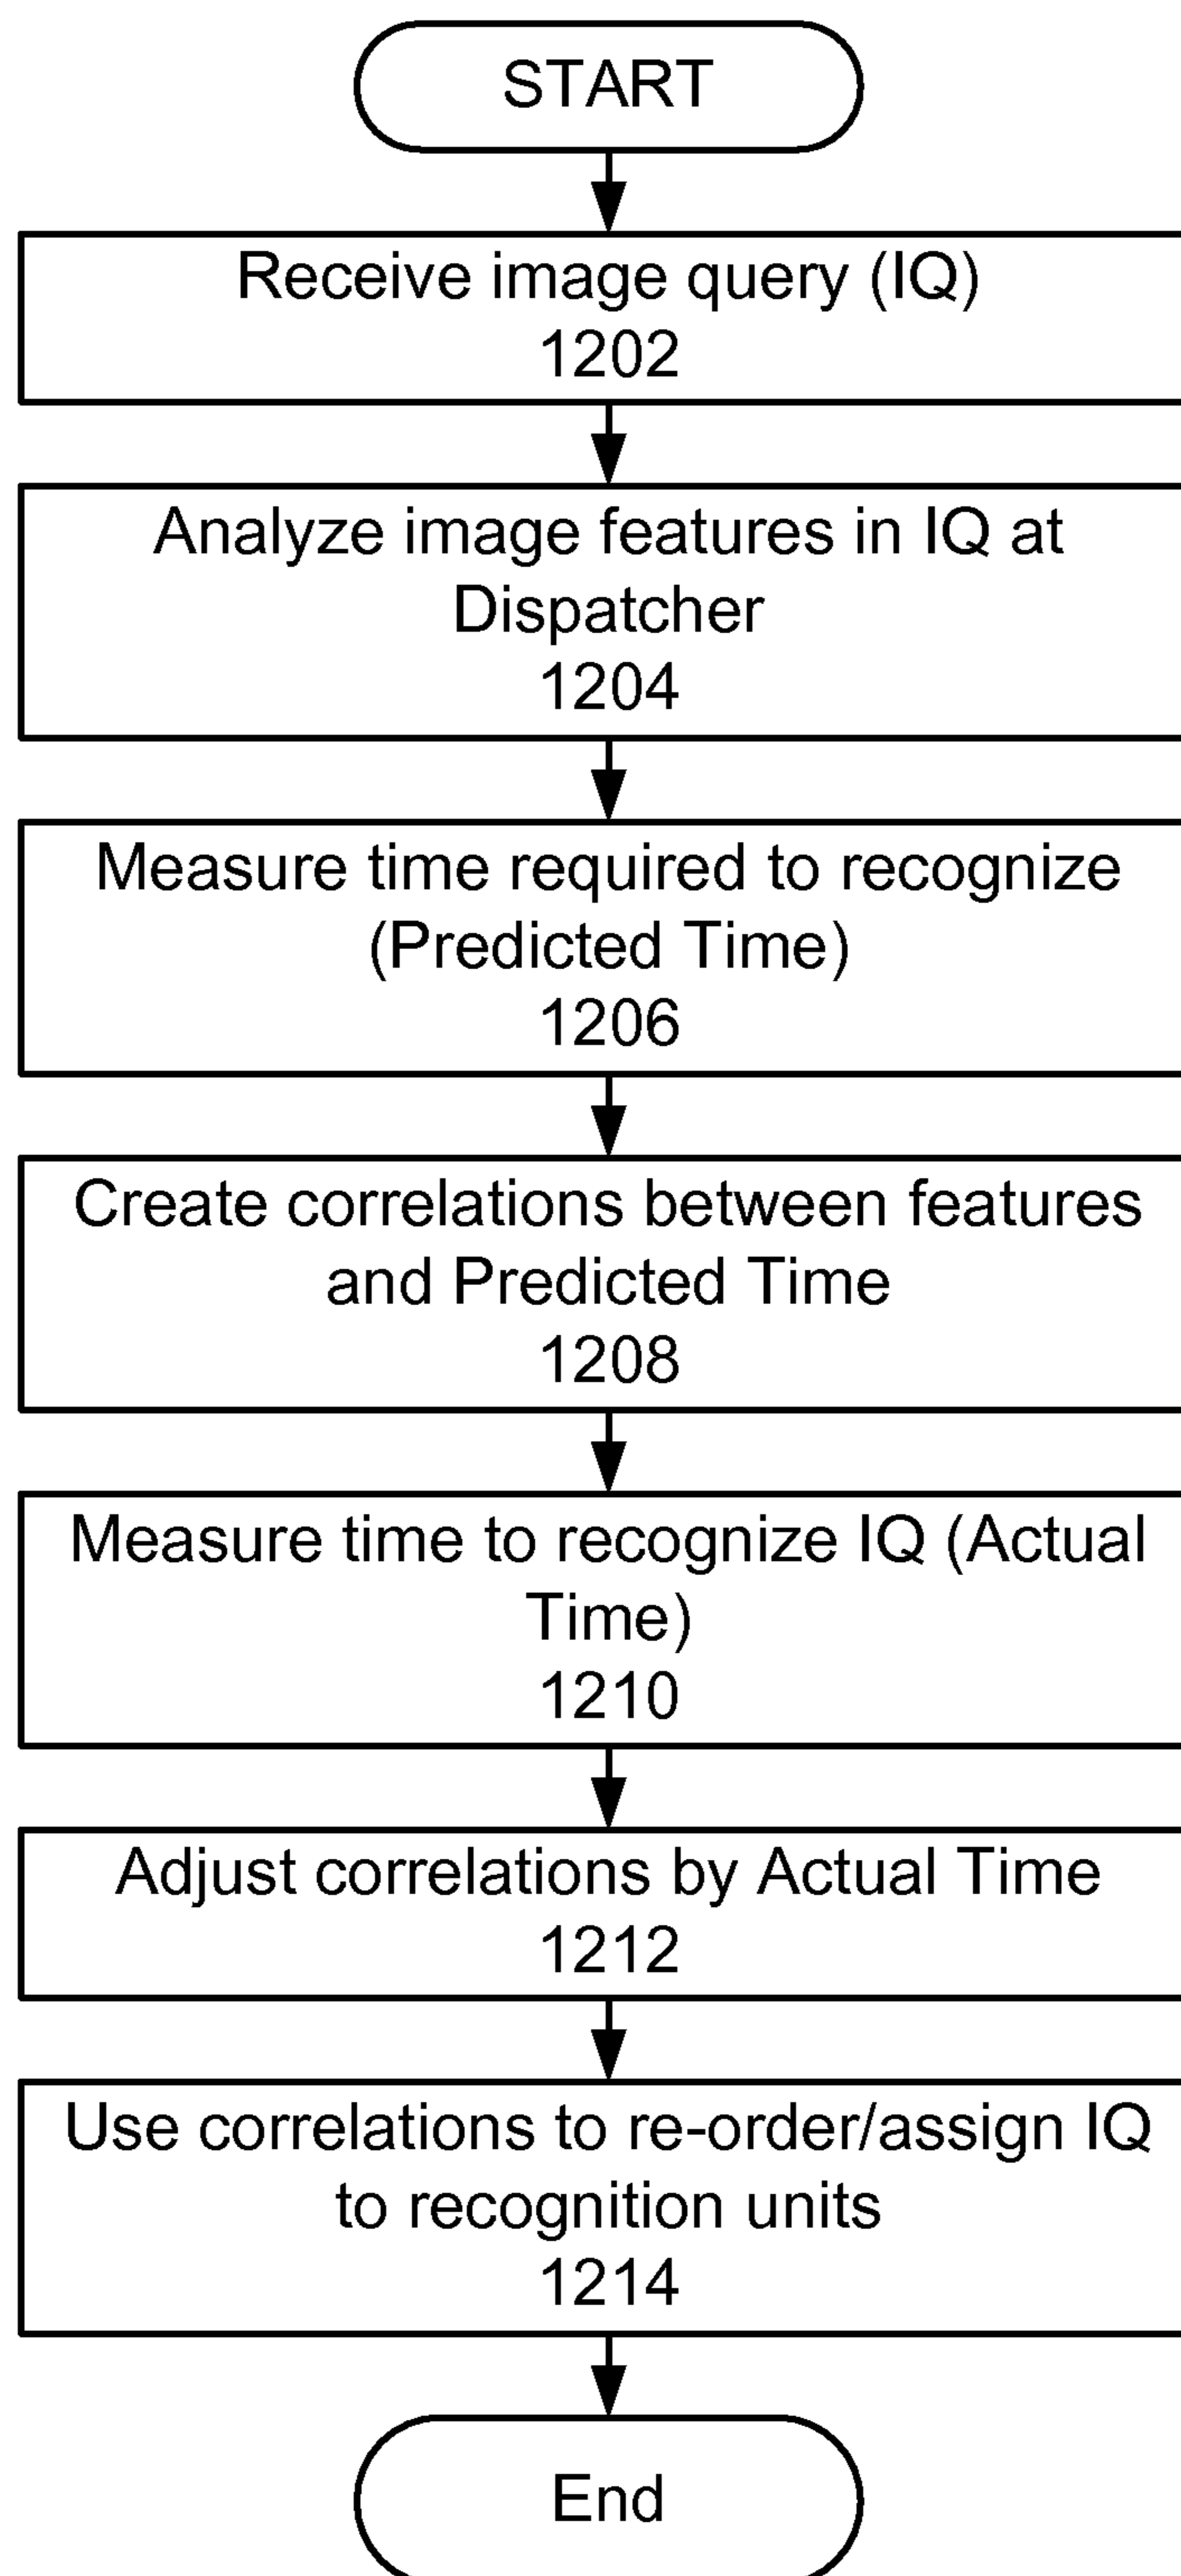 START
Receive image query (IQ)
1202
Analyze image features in IQ at
Dispatcher
1204
Measure time required to recognize
(Predicted Time)
1206
Create correlations between features
and Predicted Time
1208
Measure time to recognize IQ (Actual
Time)
1210
Adjust correlations by Actual Time
1212
Use correlations to re-order/assign IQ
to recognition units
1214
End